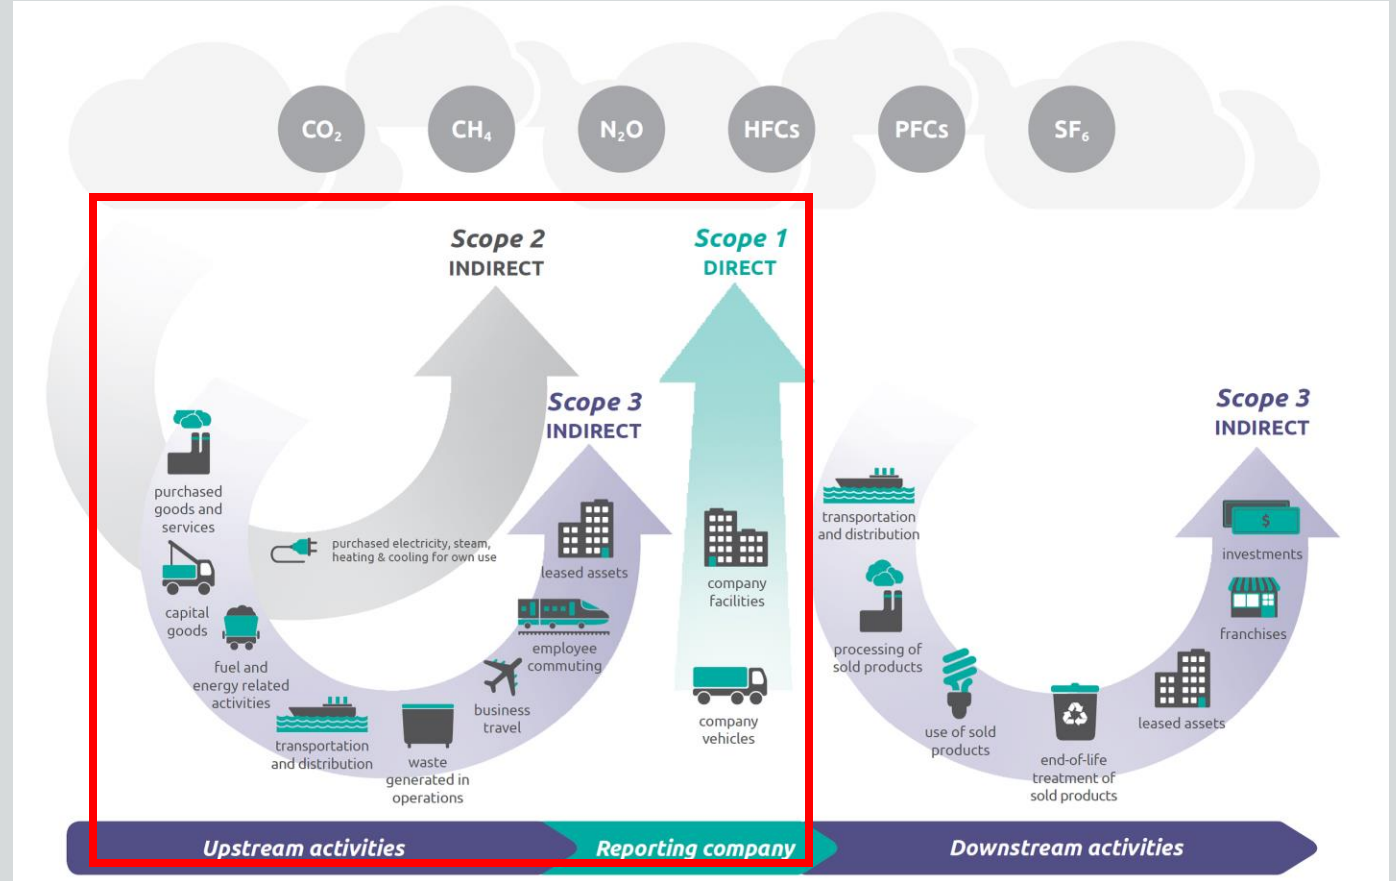 CO₂
CH₄
N₂O
HFCs
PFCs
SF₆
Scope 2
INDIRECT
Scope 1
DIRECT
Scope 3
INDIRECT
Scope 3
INDIRECT
purchased
goods and
services
capital
goods
fuel and
energy related
activities
transportation
and distribution
waste
generated in
operations
business
travel
employee
commuting
leased assets
purchased electricity, steam,
heating & cooling for own use
company
facilities
company
vehicles
transportation
and distribution
processing of
sold products
use of sold
products
end-of-life
treatment of
sold products
leased assets
franchises
$
investments
Upstream activities
Reporting company
Downstream activities